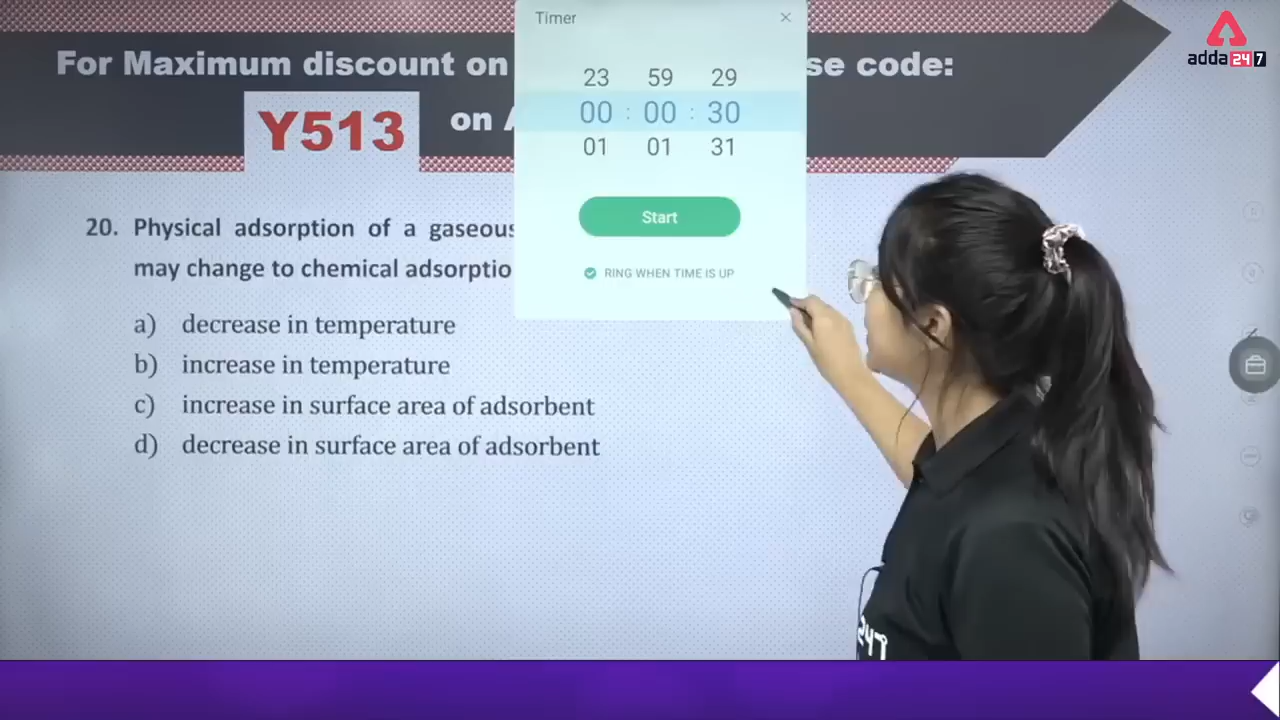 Timer
For Maximum discount on
se code:
adda 247
23 59 29
00 : 00 : 30
01 01 31
Y513
on
Start
RING WHEN TIME IS UP
20. Physical adsorption of a gaseous
may change to chemical adsorptio
a) decrease in temperature
b) increase in temperature
c) increase in surface area of adsorbent
d) decrease in surface area of adsorbent
247